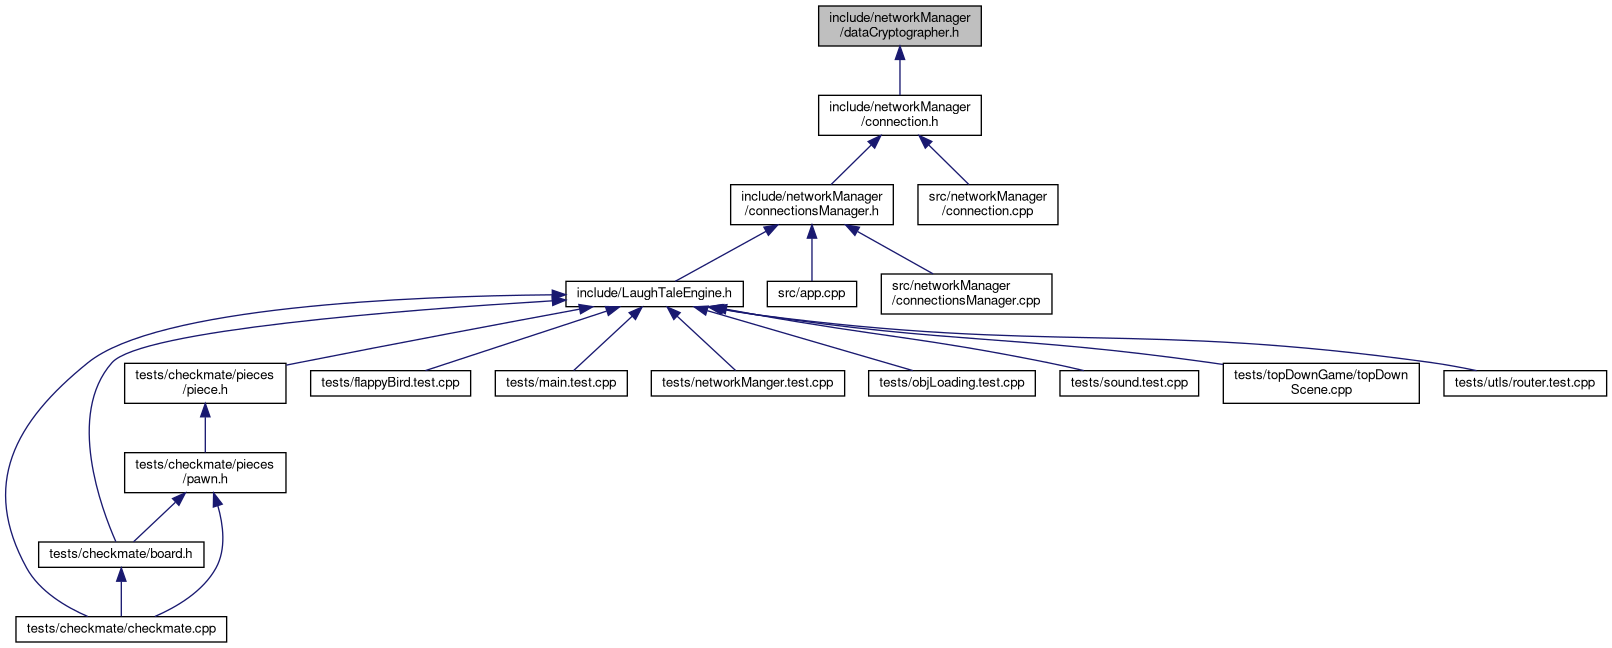 include/networkManager
/dataCryptographer.h
include/networkManager
/connection.h
include/networkManager
/connectionsManager.h
src/networkManager
/connection.cpp
include/LaughTaleEngine.h
src/app.cpp
src/networkManager
/connectionsManager.cpp
tests/checkmate/pieces
/piece.h
tests/flappyBird.test.cpp
tests/main.test.cpp
tests/networkManger.test.cpp
tests/objLoading.test.cpp
tests/sound.test.cpp
tests/topDownGame/topDown
Scene.cpp
tests/utls/router.test.cpp
tests/checkmate/pieces
/pawn.h
tests/checkmate/board.h
tests/checkmate/checkmate.cpp